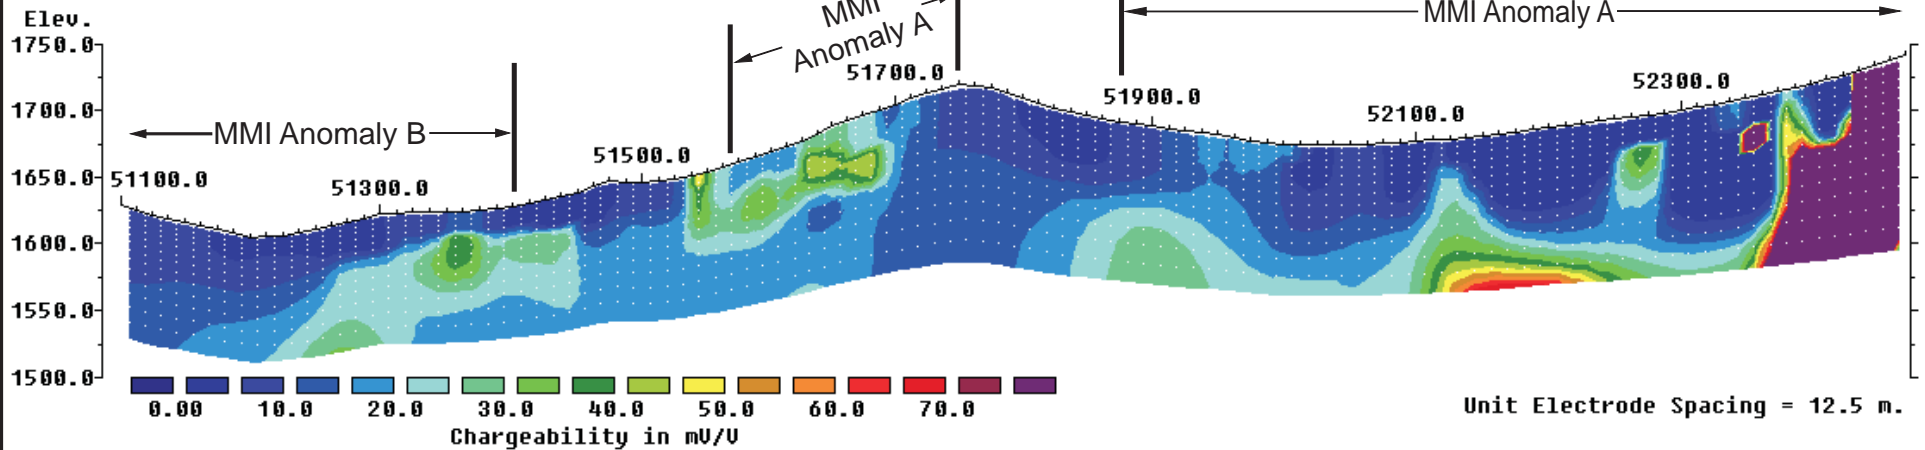 Elev.
1750.0
1700.0
1650.0
1600.0
1550.0
1500.0
MMI Anomaly B
MMI
Anomaly A
MMI Anomaly A
51100.0
51300.0
51500.0
51700.0
51900.0
52100.0
52300.0
0.00 10.0 20.0 30.0 40.0 50.0 60.0 70.0
Chargeability in mV/V
Unit Electrode Spacing = 12.5 m.